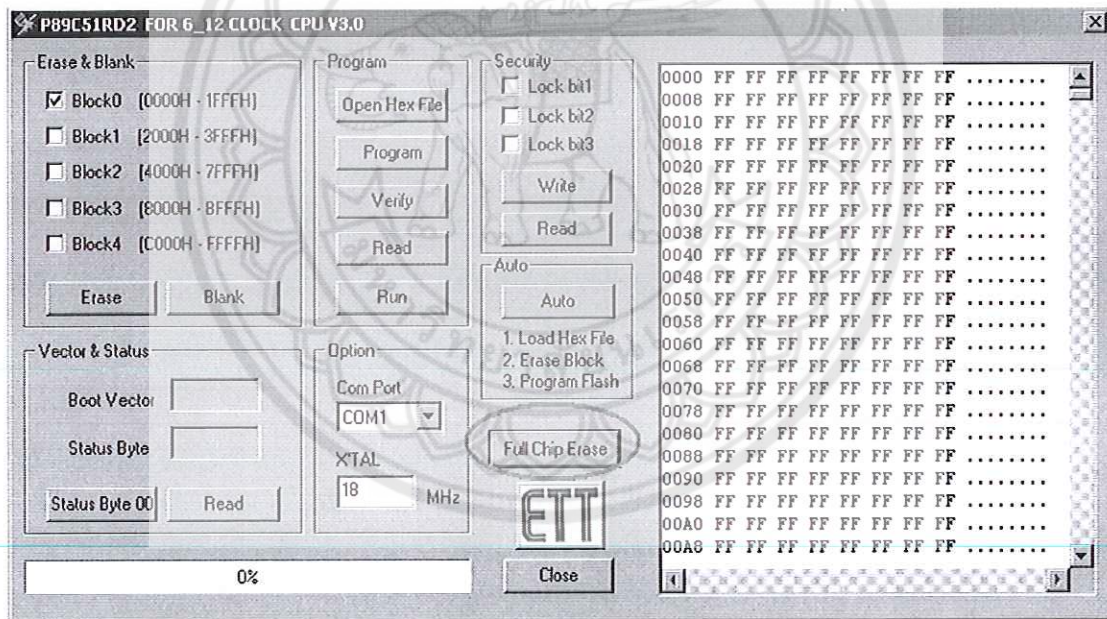 P89C51RD2 FOR 6_12 CLOCK CPU V3.0
Erase & Blank
Block0 (0000H - 1FFFH)
Block1 (2000H - 3FFFH)
Block2 (4000H - 7FFFH)
Block3 (8000H - BFFFH)
Block4 (C000H - FFFFH)
Erase Blank
Vector & Status
Boot Vector
Status Byte
Status Byte 00 Read
0%
Program
Open Hex File
Program
Verify
Read
Run
Option
Com Port
COM1
X'TAL
18 MHz
Security
Lock bit1
Lock bit2
Lock bit3
Write
Read
Auto
Auto
1. Load Hex File
2. Erase Block
3. Program Flash
Full Chip Erase
ETT
Close
0000 FF FF FF FF FF FF FF FF ........
0008 FF FF FF FF FF FF FF FF ........
0010 FF FF FF FF FF FF FF FF ........
0018 FF FF FF FF FF FF FF FF ........
0020 FF FF FF FF FF FF FF FF ........
0028 FF FF FF FF FF FF FF FF ........
0030 FF FF FF FF FF FF FF FF ........
0038 FF FF FF FF FF FF FF FF ........
0040 FF FF FF FF FF FF FF FF ........
0048 FF FF FF FF FF FF FF FF ........
0050 FF FF FF FF FF FF FF FF ........
0058 FF FF FF FF FF FF FF FF ........
0060 FF FF FF FF FF FF FF FF ........
0068 FF FF FF FF FF FF FF FF ........
0070 FF FF FF FF FF FF FF FF ........
0078 FF FF FF FF FF FF FF FF ........
0080 FF FF FF FF FF FF FF FF ........
0088 FF FF FF FF FF FF FF FF ........
0090 FF FF FF FF FF FF FF FF ........
0098 FF FF FF FF FF FF FF FF ........
00A0 FF FF FF FF FF FF FF FF ........
00A8 FF FF FF FF FF FF FF FF ........